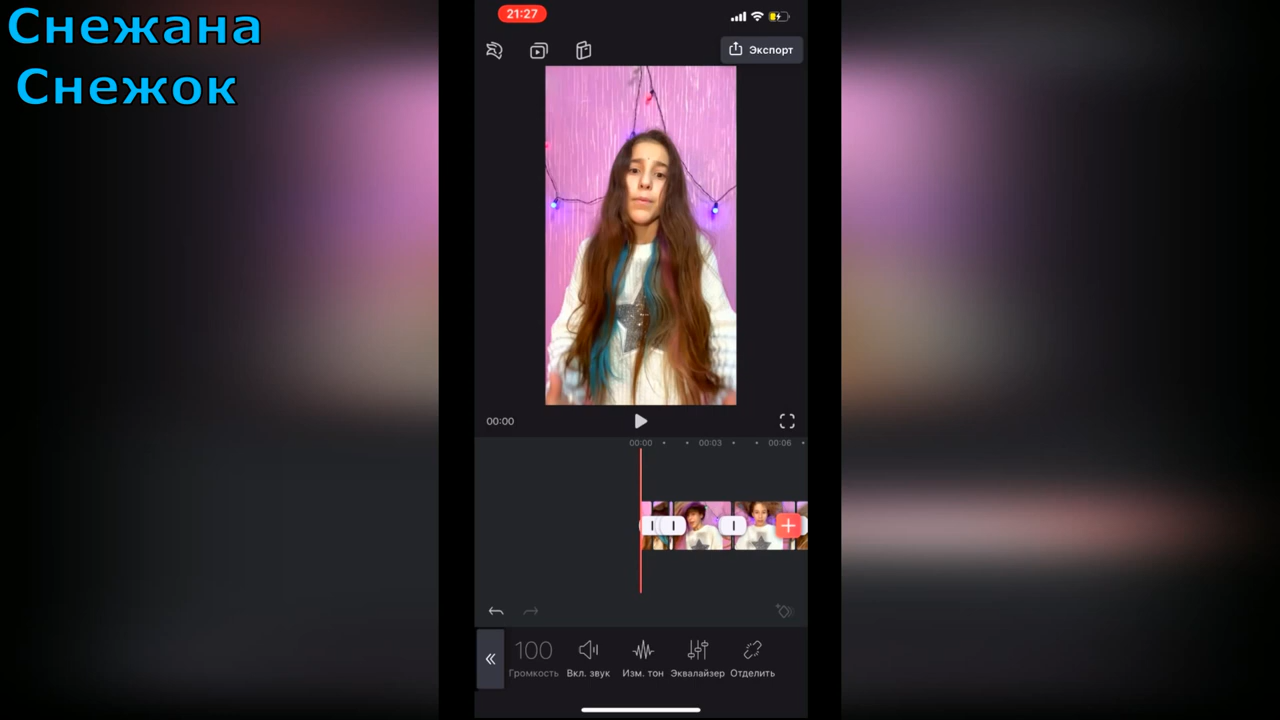 Снежана
Снежок
21:27
Экспорт
00:00
00:00
00:03
00:06
100
Громкость
Вкл. звук
Изм. тон
Эквалайзер
Отделить